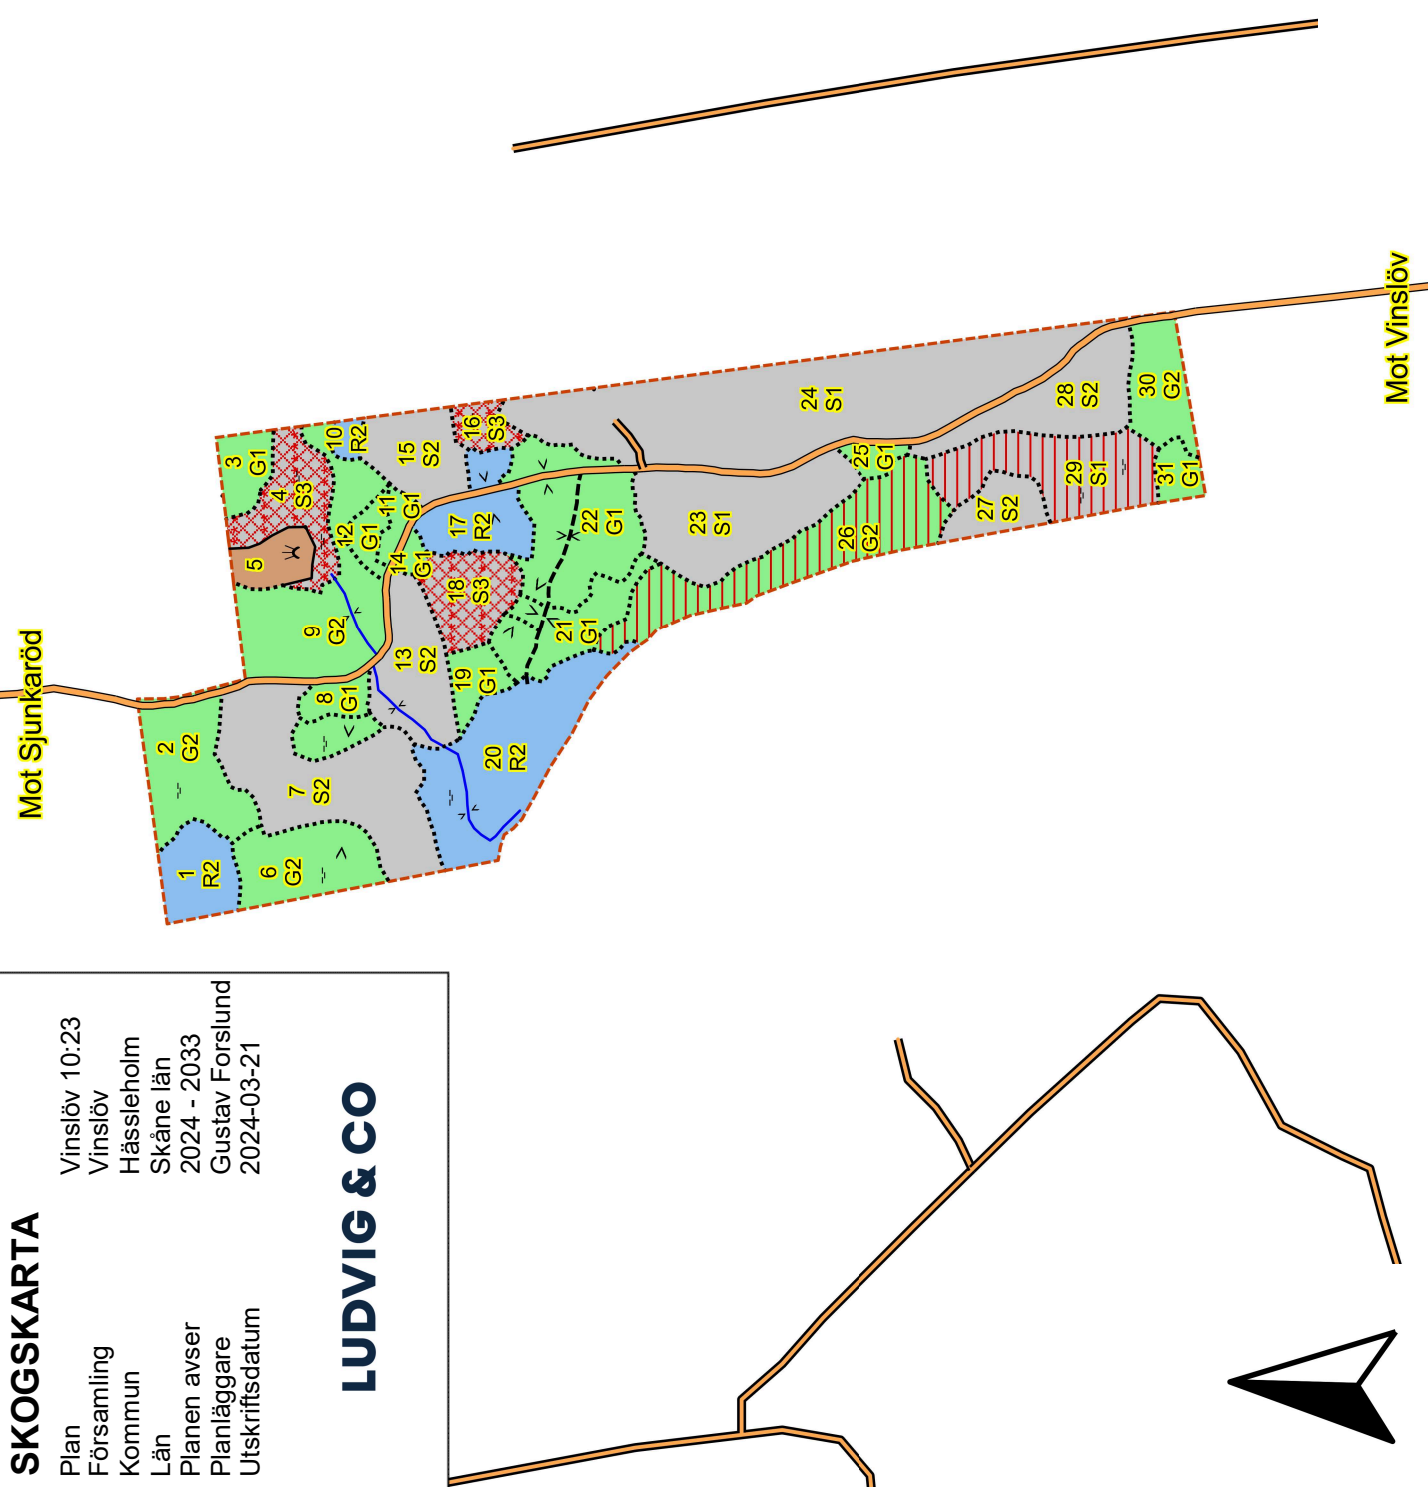 SKOGSKARTA
Plan Vinslöv 10:23
Församling Vinslöv
Kommun Hässleholm
Län Skåne län
Planen avser 2024 - 2033
Planläggare Gustav Forslund
Utskriftsdatum 2024-03-21
LUDVIG & CO
Mot Sjunkaröd
Mot Vinslöv
1
R2
2
G2
3
G1
4
S3
5
6
G2
7
S2
8
G1
9
G2
10
R2
11
G1
12
G1
13
S2
14
G1
15
S2
16
S3
17
R2
18
S3
19
G1
20
R2
21
G1
22
G1
23
S1
24
S1
25
G1
26
G2
27
S2
28
S2
29
S1
30
G2
31
G1